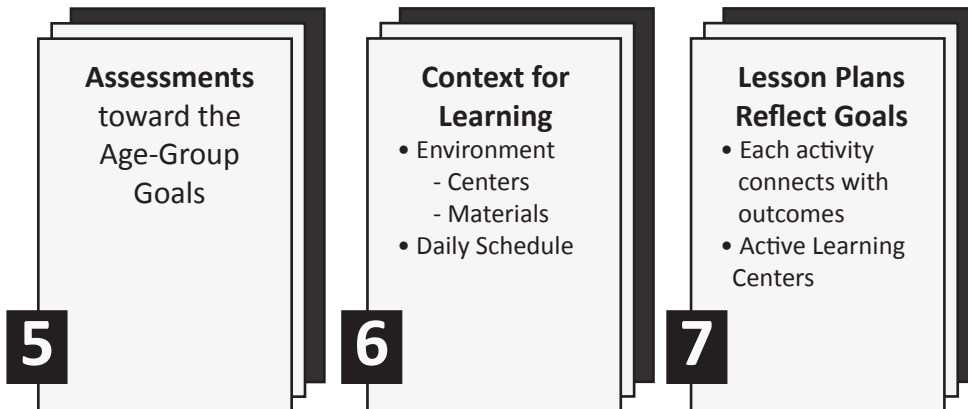 Assessments
toward the
Age-Group
Goals
5
Context for
Learning
• Environment
- Centers
- Materials
• Daily Schedule
6
Lesson Plans
Reflect Goals
• Each activity
connects with
outcomes
• Active Learning
Centers
7